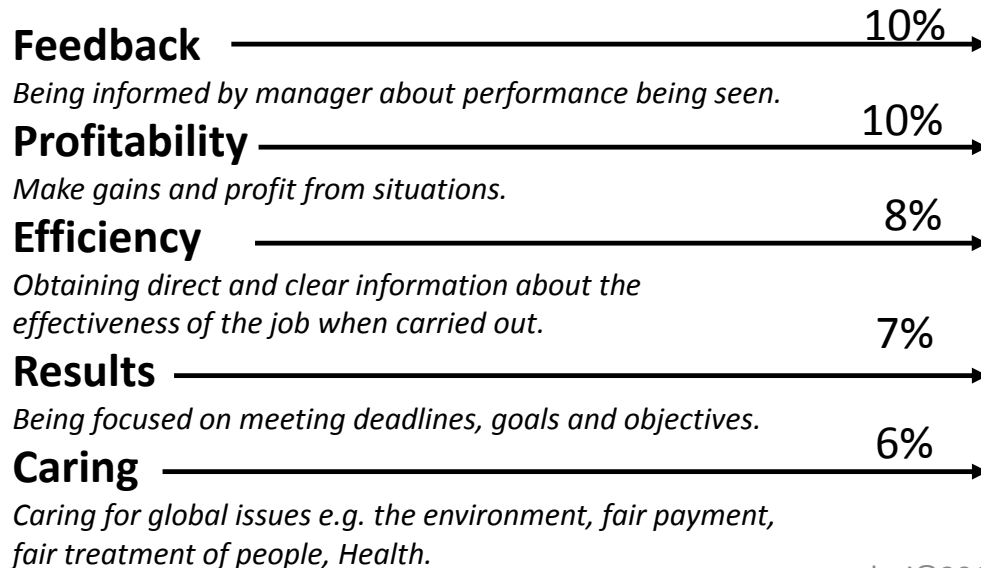 10%
Feedback
Being informed by manager about performance being seen.
10%
Profitability
Make gains and profit from situations.
8%
Efficiency
Obtaining direct and clear information about the
effectiveness of the job when carried out.
7%
Results
Being focused on meeting deadlines, goals and objectives.
6%
Caring
Caring for global issues e.g. the environment, fair payment,
fair treatment of people, Health.